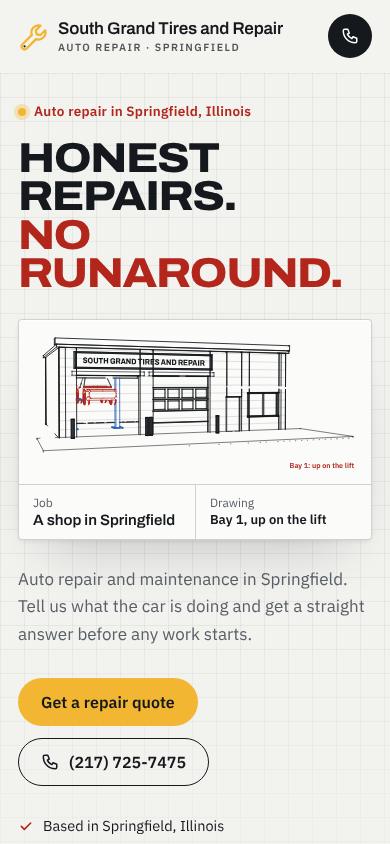 South Grand Tires and Repair
AUTO REPAIR · SPRINGFIELD
Auto repair in Springfield, Illinois
HONEST
REPAIRS.
NO
RUNAROUND.
SOUTH GRAND TIRES AND REPAIR
Bay 1: up on the lift
Job
A shop in Springfield
Drawing
Bay 1, up on the lift
Auto repair and maintenance in Springfield.
Tell us what the car is doing and get a straight
answer before any work starts.
Get a repair quote
(217) 725-7475
Based in Springfield, Illinois